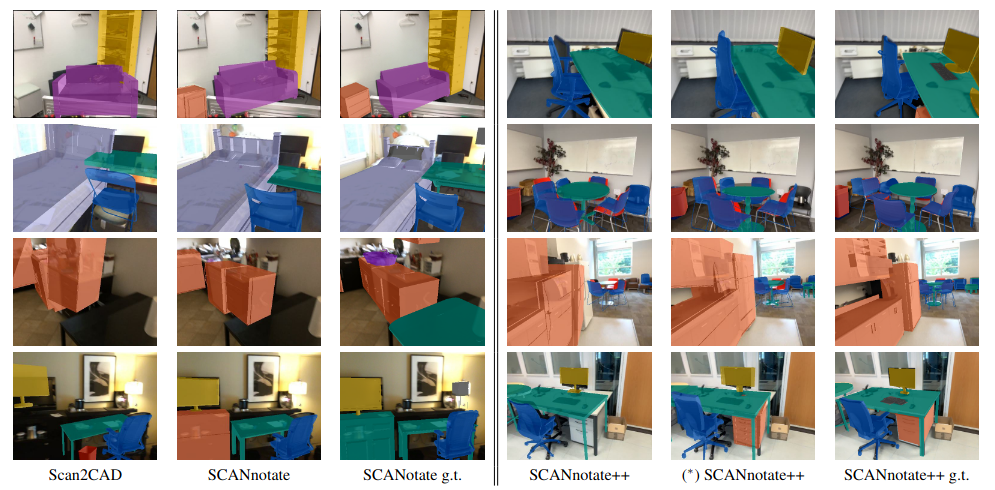 Scan2CAD
SCANnotate
SCANotate g.t.
SCANnotate++
(*) SCANnotate++
SCANnotate++ g.t.